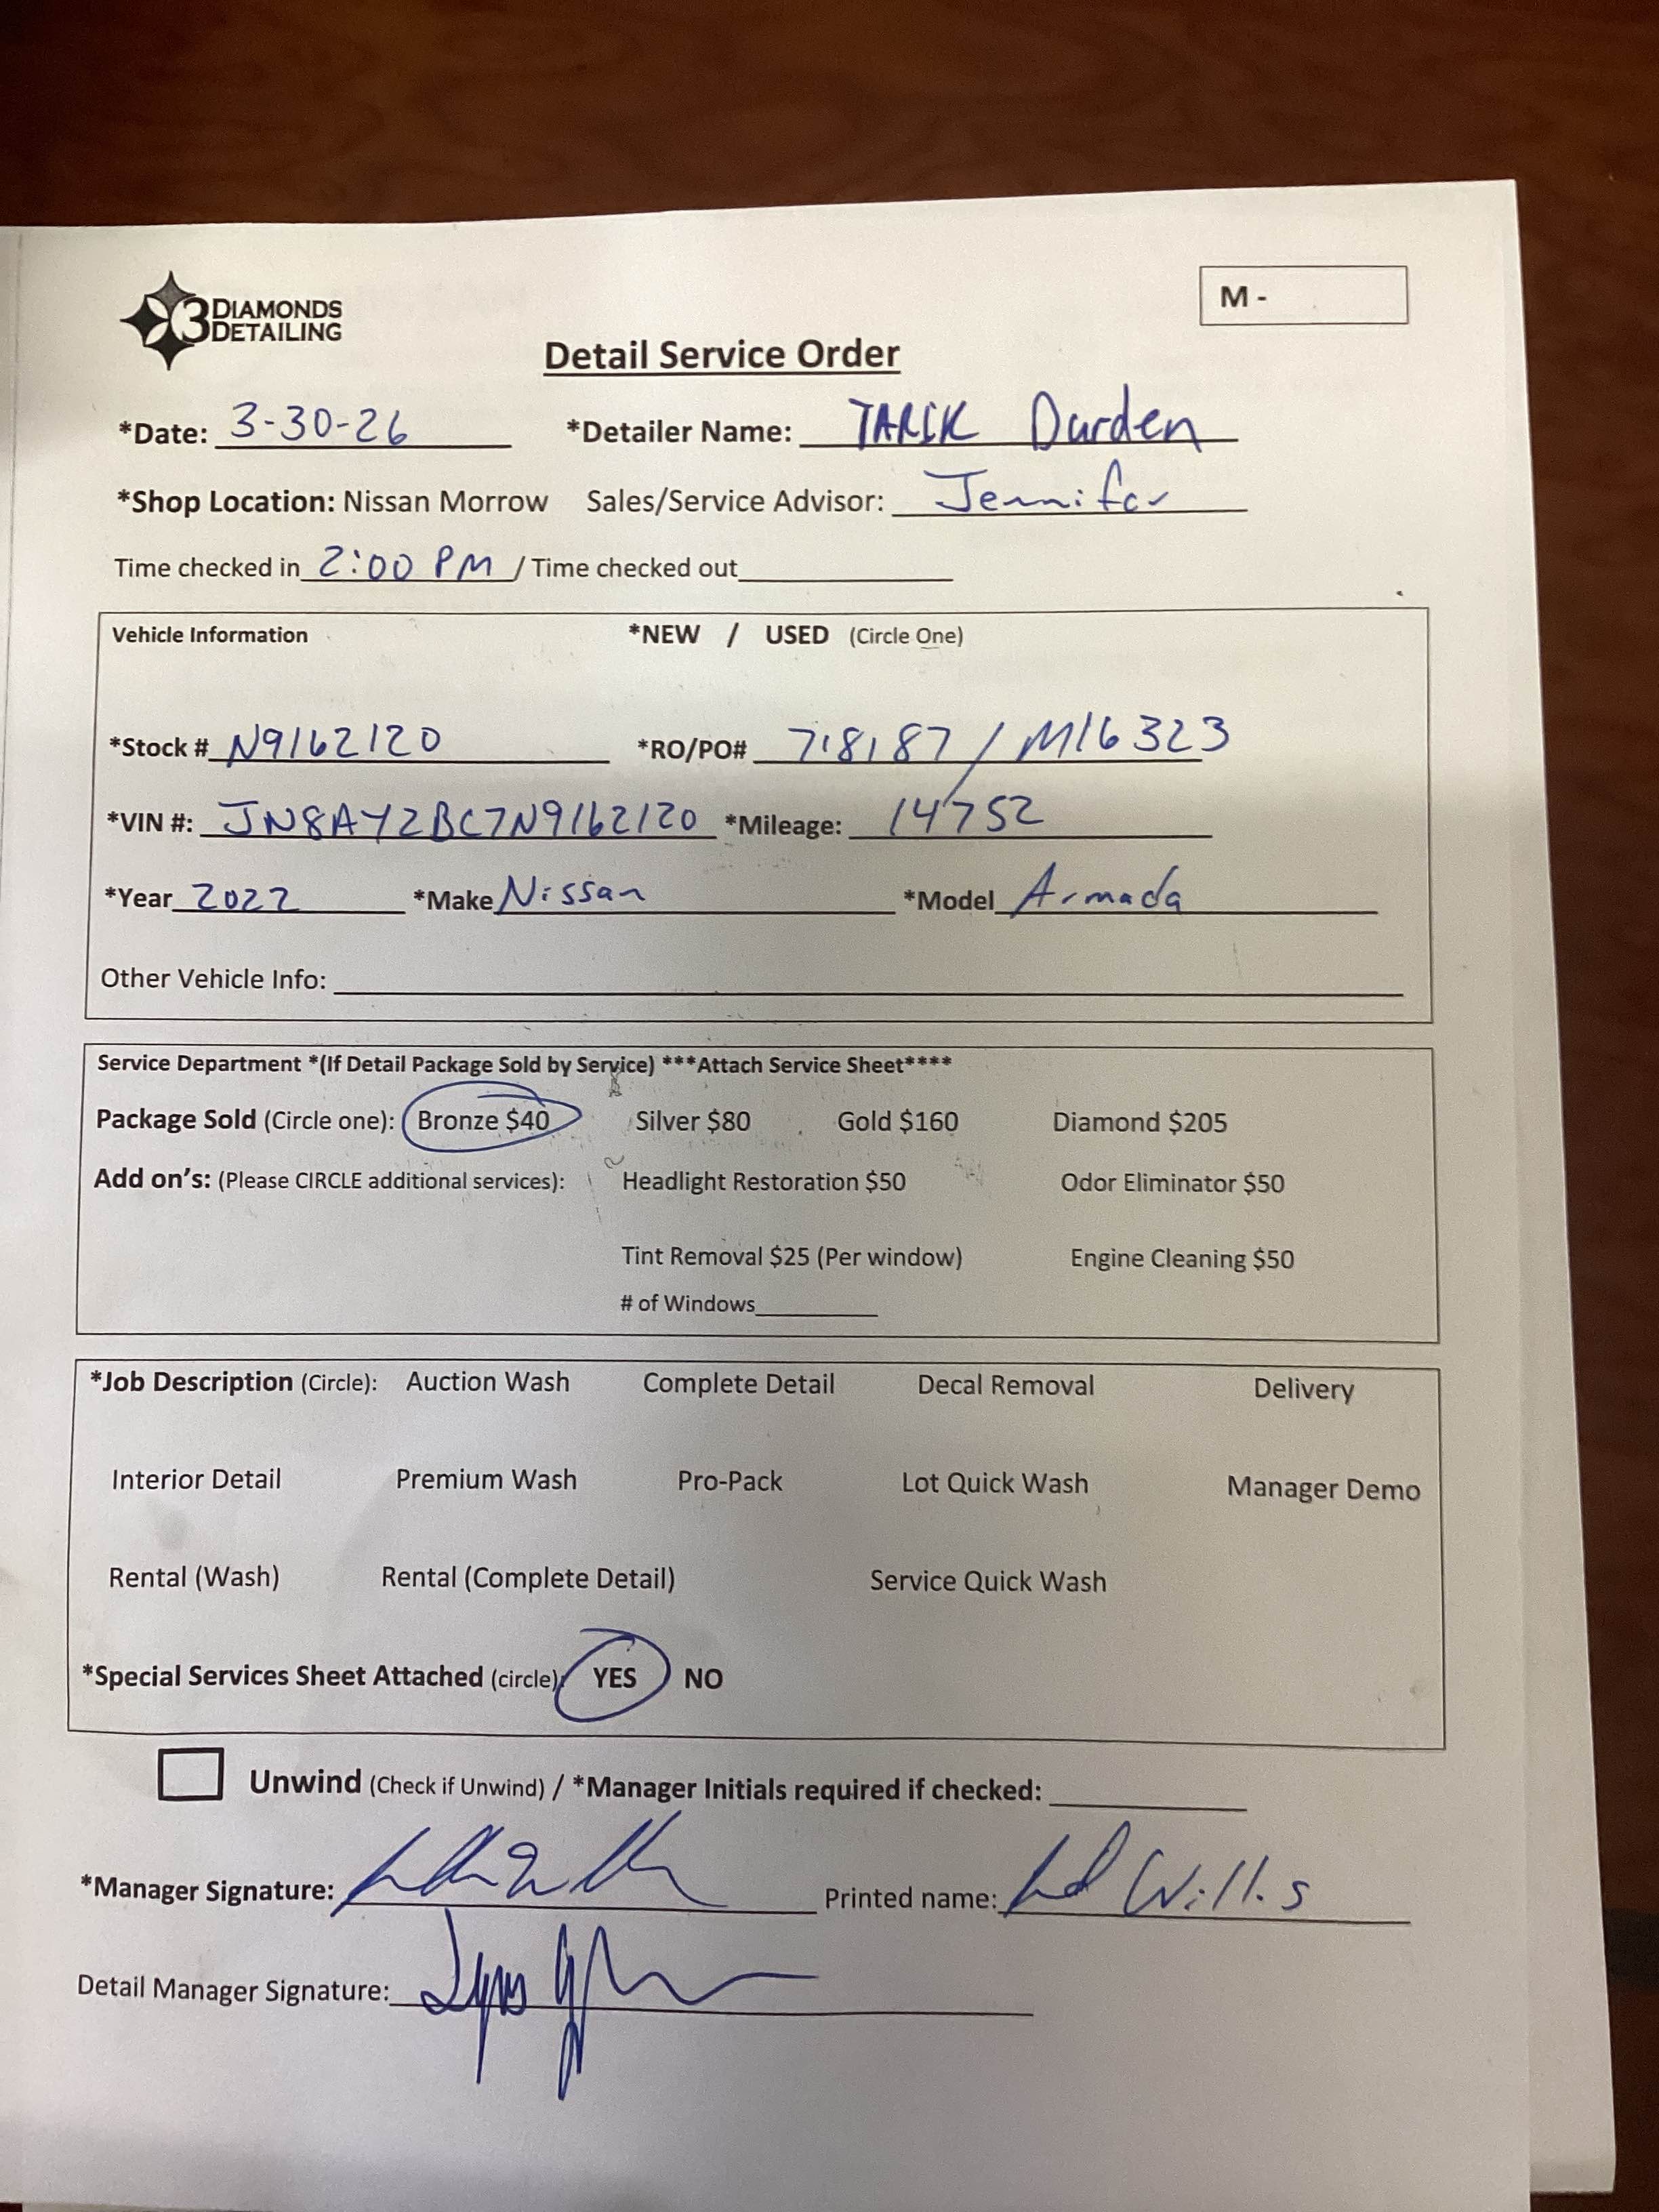 3 DIAMONDS
DETAILING
M -
Detail Service Order
*Date: 3-30-26 *Detailer Name: TARIK Durden
*Shop Location: Nissan Morrow Sales/Service Advisor: Jennifer
Time checked in 2:00 PM / Time checked out
Vehicle Information *NEW / USED (Circle One)
*Stock # N9162120 *RO/PO# 718187 / M16323
*VIN #: JN8AY2BC7N9162120 *Mileage: 14752
*Year 2022 *Make Nissan *Model Armada
Other Vehicle Info:
Service Department *(If Detail Package Sold by Service) ***Attach Service Sheet****
Package Sold (Circle one): Bronze $40 Silver $80 Gold $160 Diamond $205
Add on's: (Please CIRCLE additional services): Headlight Restoration $50 Odor Eliminator $50
Tint Removal $25 (Per window) Engine Cleaning $50
# of Windows
*Job Description (Circle): Auction Wash Complete Detail Decal Removal Delivery
Interior Detail Premium Wash Pro-Pack Lot Quick Wash Manager Demo
Rental (Wash) Rental (Complete Detail) Service Quick Wash
*Special Services Sheet Attached (circle): YES NO
Unwind (Check if Unwind) / *Manager Initials required if checked:
*Manager Signature: Printed name: Willis
Detail Manager Signature: